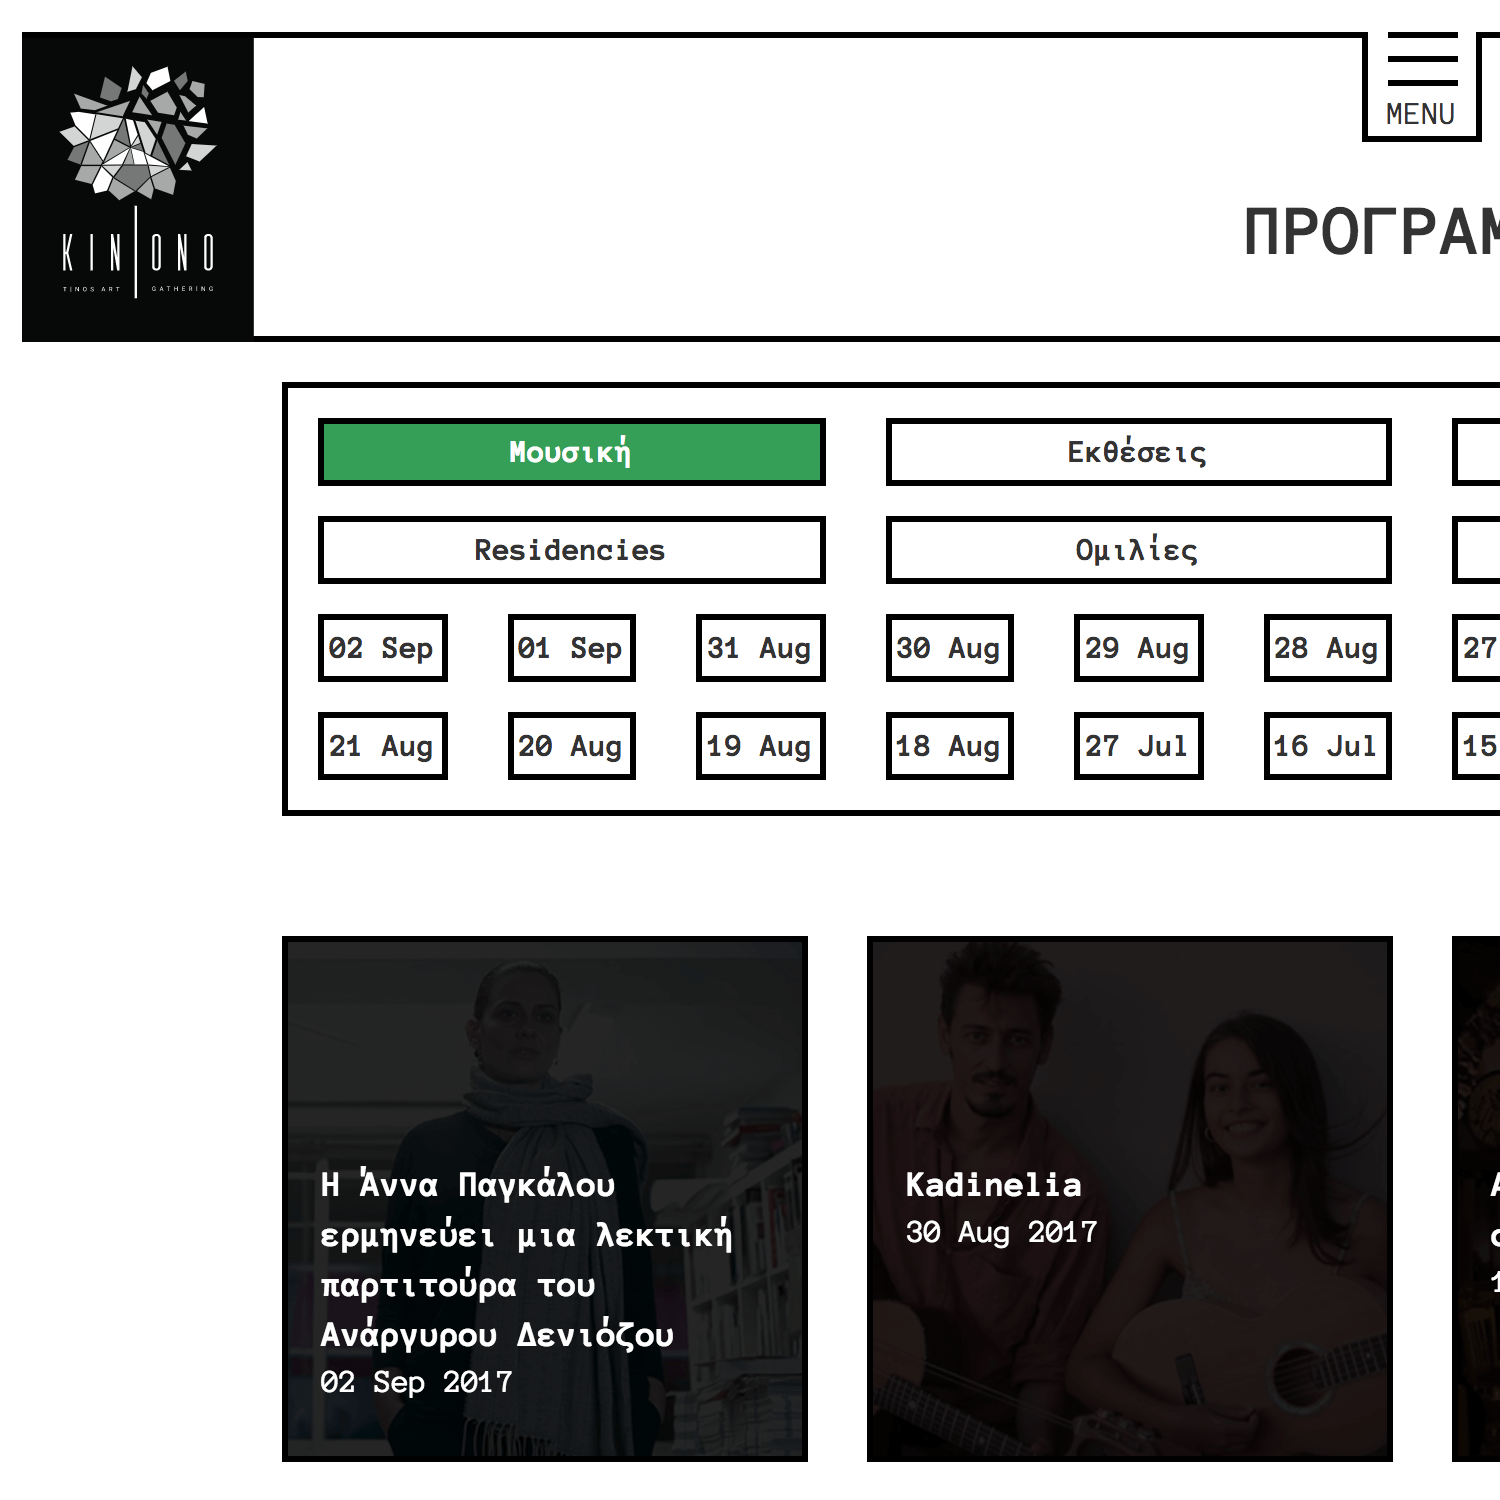 MENU
KIN ONO
TINOS ART GATHERING
ΠΡΟΓΡΑΜ
Μουσική
Εκθέσεις
Residencies
Ομιλίες
02 Sep
01 Sep
31 Aug
30 Aug
29 Aug
28 Aug
27
21 Aug
20 Aug
19 Aug
18 Aug
27 Jul
16 Jul
15
Η Άννα Παγκάλου
ερμηνεύει μια λεκτική
παρτιτούρα του
Ανάργυρου Δενιόζου
02 Sep 2017
Kadinelia
30 Aug 2017